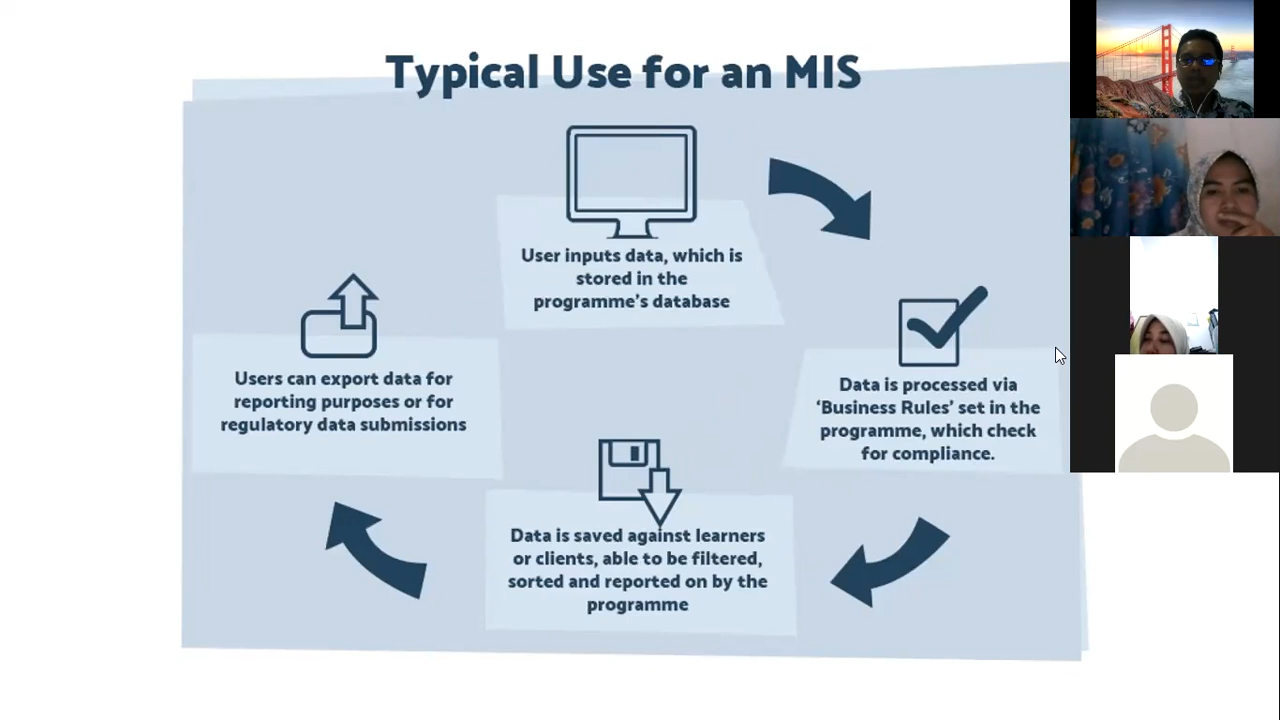 Typical Use for an MIS
User inputs data, which is
stored in the
programme's database
Data is processed via
‘Business Rules’ set in the
programme, which check
for compliance.
Data is saved against learners
or clients, able to be filtered,
sorted and reported on by the
programme
Users can export data for
reporting purposes or for
regulatory data submissions